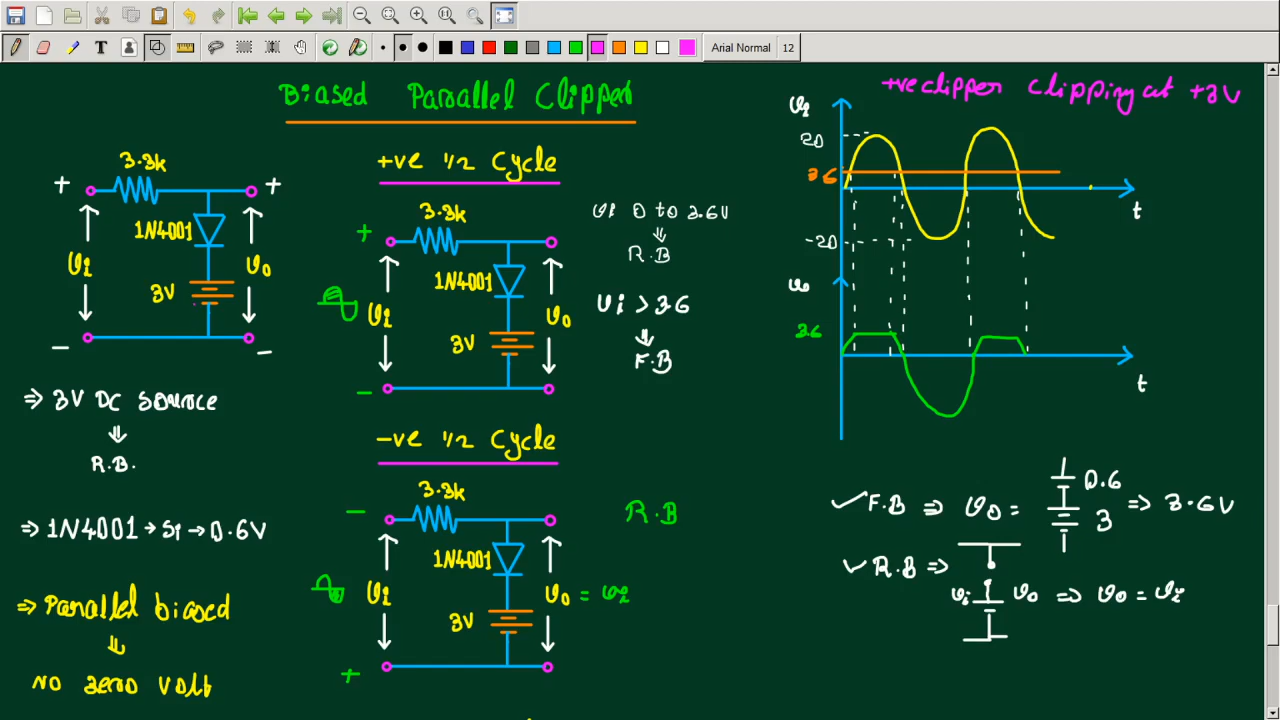 Arial Normal 12
Biased Parallel Clipper
+ve clipper clipping at +3V
3.3k
+
+
1N4001
Vi
Vo
3V
–
–
⇒ 3V DC source
⇓
R.B.
⇒ 1N4001 → Si → 0.6V
⇒ Parallel biased
⇓
No zero volt
+ve 1/2 Cycle
3.3k
+
1N4001
Vi
Vo
3V
–
Vi 0 to 3.6V
⇓
R.B
Vi > 3.6
⇓
F.B
-ve 1/2 Cycle
3.3k
–
R.B
1N4001
Vi
Vo = Vi
3V
+
Vi
20
3.6
t
-20
Vo
3.6
t
✓ F.B ⇒ Vo = 0.6 3 ⇒ 3.6V
✓ R.B ⇒ Vi Vo ⇒ Vo = Vi